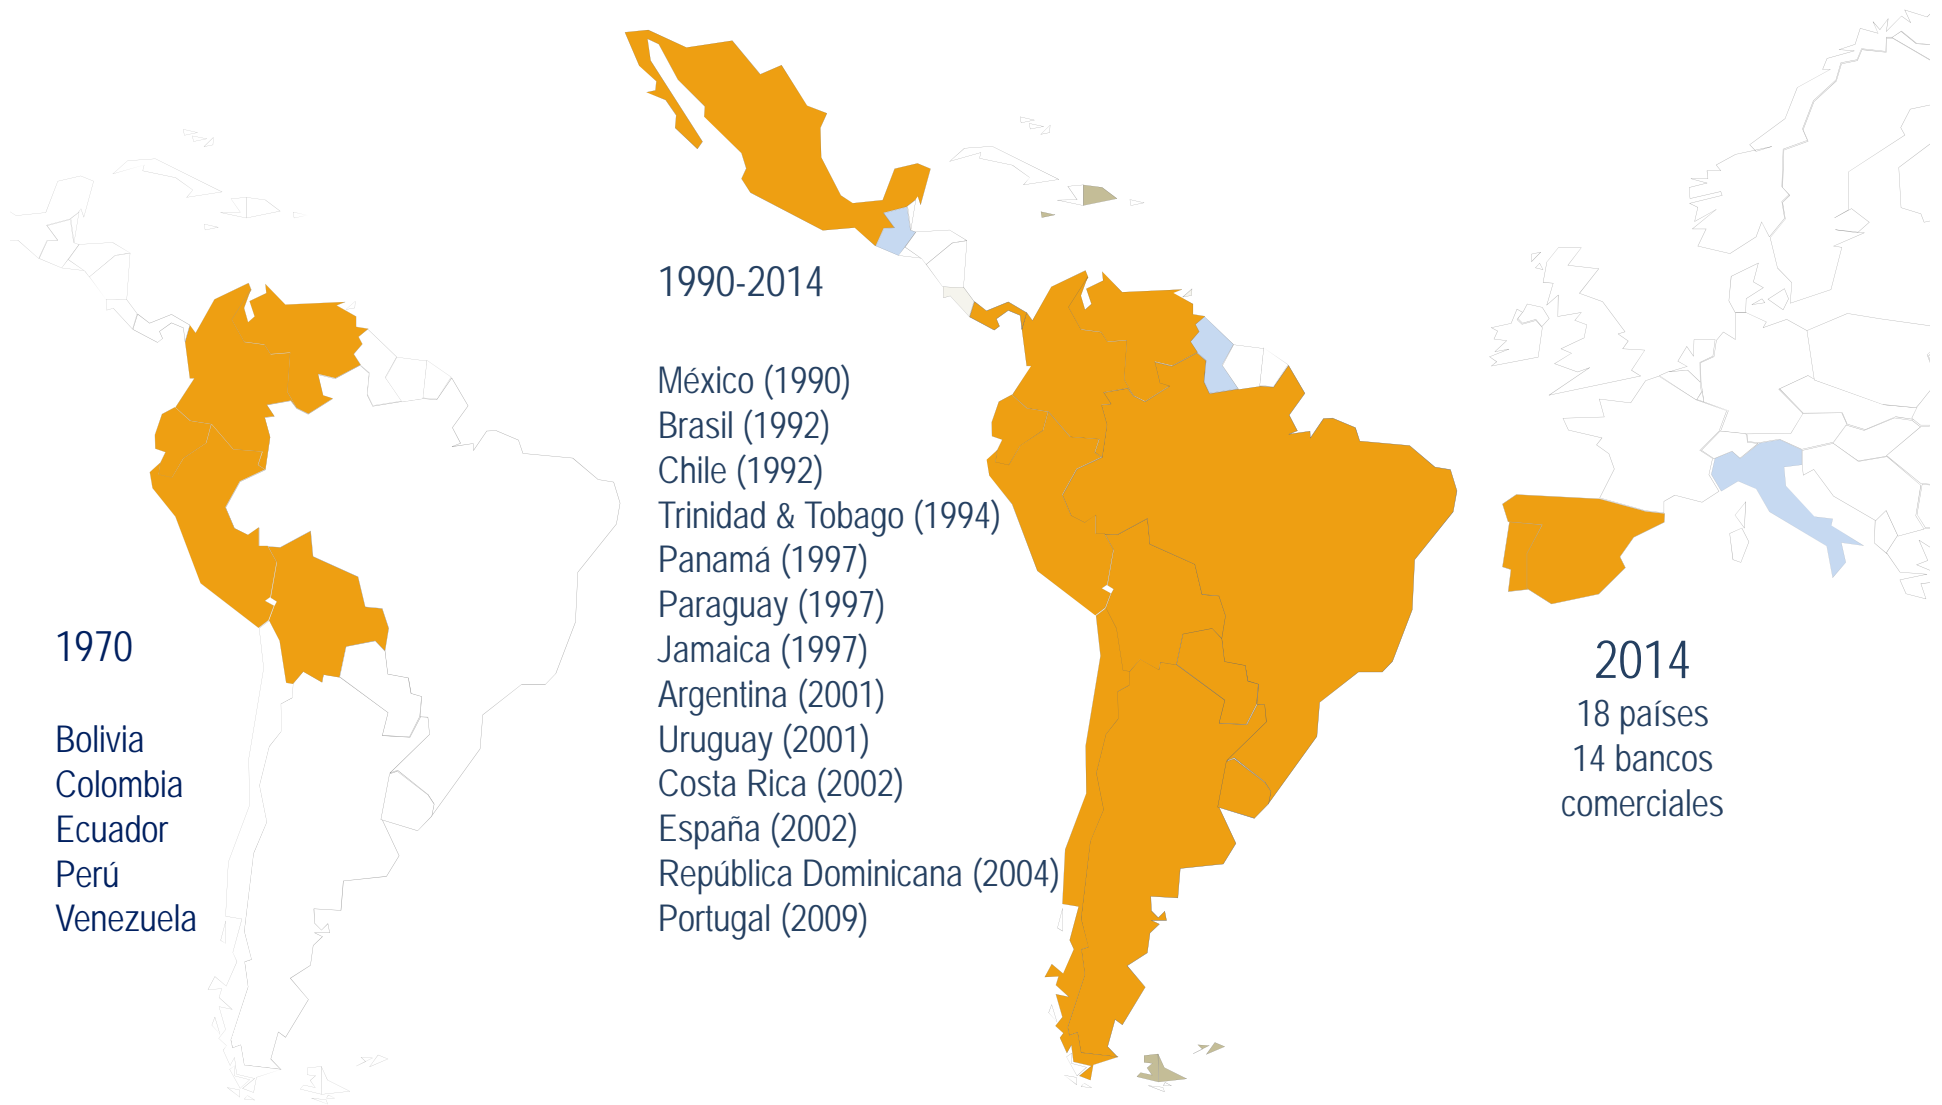 1970
Bolivia
Colombia
Ecuador
Perú
Venezuela
1990-2014
México (1990)
Brasil (1992)
Chile (1992)
Trinidad & Tobago (1994)
Panamá (1997)
Paraguay (1997)
Jamaica (1997)
Argentina (2001)
Uruguay (2001)
Costa Rica (2002)
España (2002)
República Dominicana (2004)
Portugal (2009)
2014
18 países
14 bancos
comerciales